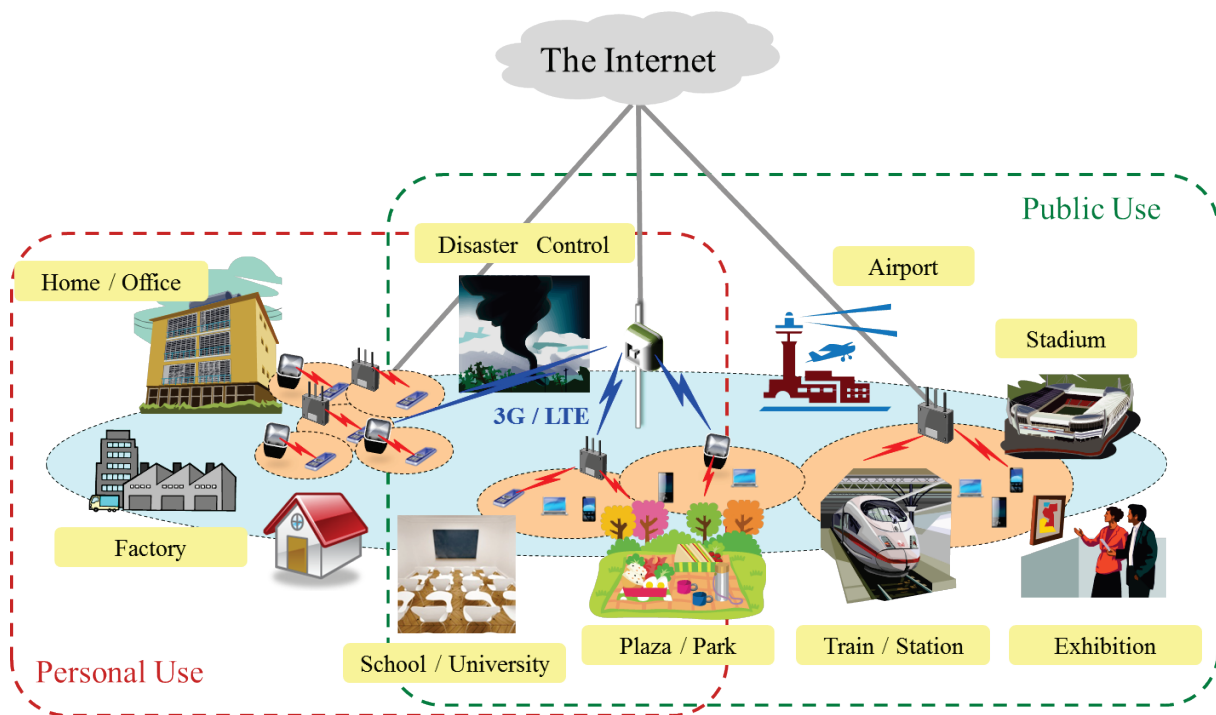 The Internet
Public Use
Disaster Control
Airport
Home / Office
Stadium
3G / LTE
Factory
Plaza / Park
Train / Station
Exhibition
School / University
Personal Use